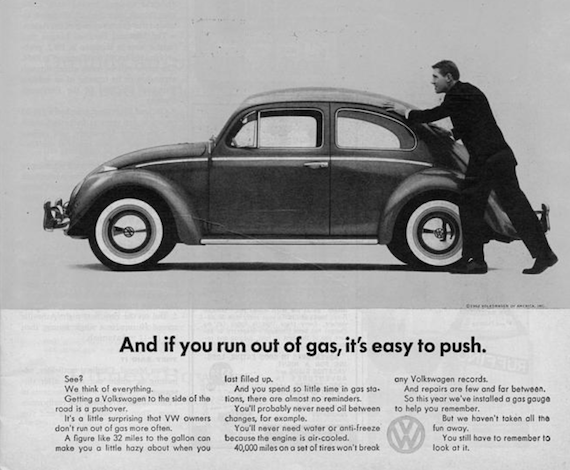 ©1962 VOLKSWAGEN OF AMERICA, INC.
And if you run out of gas, it's easy to push.
See?
We think of everything.
Getting a Volkswagen to the side of the
road is a pushover.
It's a little surprising that VW owners
don't run out of gas more often.
A figure like 32 miles to the gallon can
make you a little hazy about when you
last filled up.
And you spend so little time in gas sta-
tions, there are almost no reminders.
You'll probably never need oil between
changes, for example.
You'll never need water or anti-freeze
because the engine is air-cooled.
40,000 miles on a set of tires won't break
any Volkswagen records.
And repairs are few and far between.
So this year we've installed a gas gauge
to help you remember.
But we haven't taken all the
fun away.
You still have to remember to
look at it.